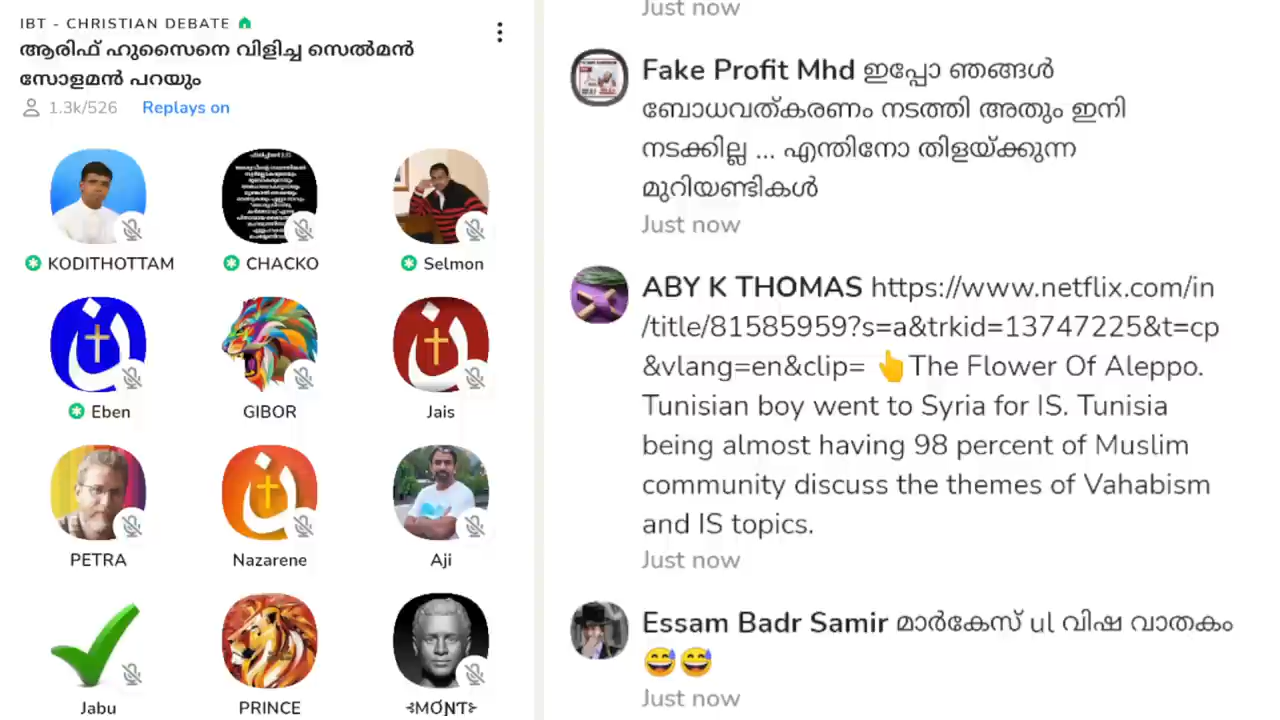 IBT - CHRISTIAN DEBATE
ആരിഫ് ഹുസൈനെ വിളിച്ച സെൽമൻ
സോളമൻ പറയും
1.3k/526 Replays on
KODITHOTTAM
CHACKO
Selmon
Eben
GIBOR
Jais
PETRA
Nazarene
Aji
Jabu
PRINCE
Just now
Fake Profit Mhd ഇപ്പോ ഞങ്ങൾ
ബോധവത്കരണം നടത്തി അതും ഇനി
നടക്കില്ല ... എന്തിനോ തിളയ്ക്കുന്ന
മുറിയണ്ടികൾ
Just now
ABY K THOMAS https://www.netflix.com/in
/title/81585959?s=a&trkid=13747225&t=cp
&vlang=en&clip= 👆The Flower Of Aleppo.
Tunisian boy went to Syria for IS. Tunisia
being almost having 98 percent of Muslim
community discuss the themes of Vahabism
and IS topics.
Just now
Essam Badr Samir മാർകേസ് ul വിഷ വാതകം
😅😅
Just now